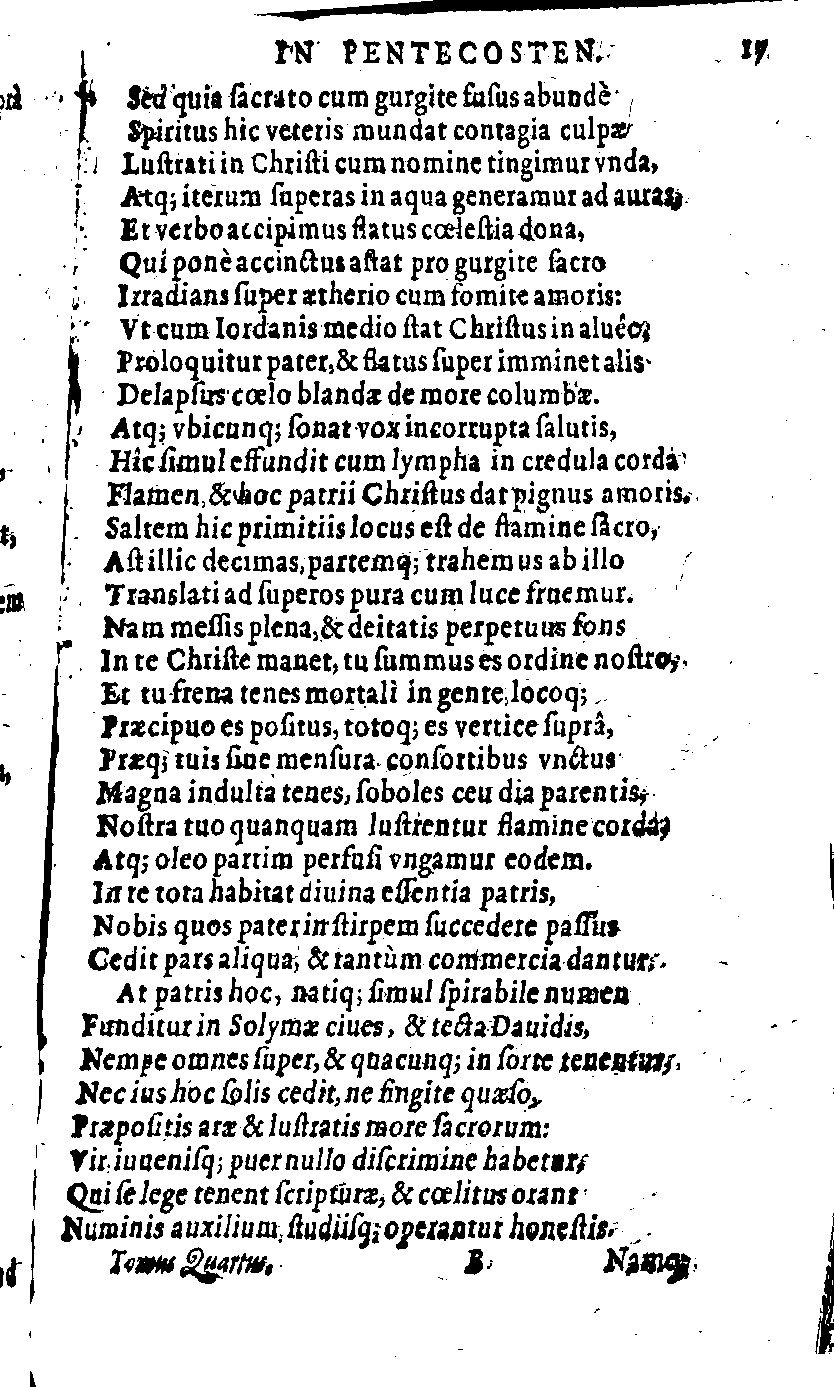 IN PENTECOSTEN. 17
Sed quia ſacrato cum gurgite fuſus abundè
Spiritus hic veteris mundat contagia culpæ
Luſtrati in Chriſti cum nomine tingimur vnda,
Atq; iterum ſuperas in aqua generamur ad auras,
Et verbo accipimus flatus cœleſtia dona,
Qui ponè accinctus aſtat pro gurgite ſacro
Irradians ſuper ætherio cum fomite amoris:
Vt cum Iordanis medio ſtat Chriſtus in aluéo,
Proloquitur pater, & flatus ſuper imminet alis
Delapſus cœlo blandæ de more columbæ.
Atq; vbicunq; ſonat vox incorrupta ſalutis,
Hîc ſimul effundit cum lympha in credula corda
Flamen, & hoc patrii Chriſtus dat pignus amoris.
Saltem hic primitiis locus eſt de flamine ſacro,
Aſt illic decimas, partemq; trahemus ab illo
Translati ad ſuperos pura cum luce fruemur.
Nam meſſis plena, & deitatis perpetuus fons
In te Chriſte manet, tu ſummus es ordine noſtro,
Et tu frena tenes mortali in gente, locoq;
Præcipuo es poſitus, totoq; es vertice ſuprâ,
Præq; tuis ſine menſura conſortibus vnctus
Magna indulta tenes, ſoboles ceu dia parentis,
Noſtra tuo quanquam luſtrentur flamine corda,
Atq; oleo partim perfuſi vngamur eodem.
In te tota habitat diuina eſſentia patris,
Nobis quos pater in ſtirpem ſuccedere paſſus
Cedit pars aliqua, & tantùm commercia dantur.
At patris hoc, natiq; ſimul ſpirabile numen
Funditur in Solymæ ciues, & tecta Dauidis,
Nempe omnes ſuper, & quacunq; in ſorte tenentur,
Nec ius hoc ſolis cedit, ne fingite quæſo,
Præpoſitis aræ & luſtratis more ſacrorum:
Vir, iuueniſq; puer nullo diſcrimine habetur,
Qui ſe lege tenent ſcripturæ, & cœlitus orant
Numinis auxilium, ſtudiiſq; operantur honeſtis.
Tomus Quartus. B Namq;